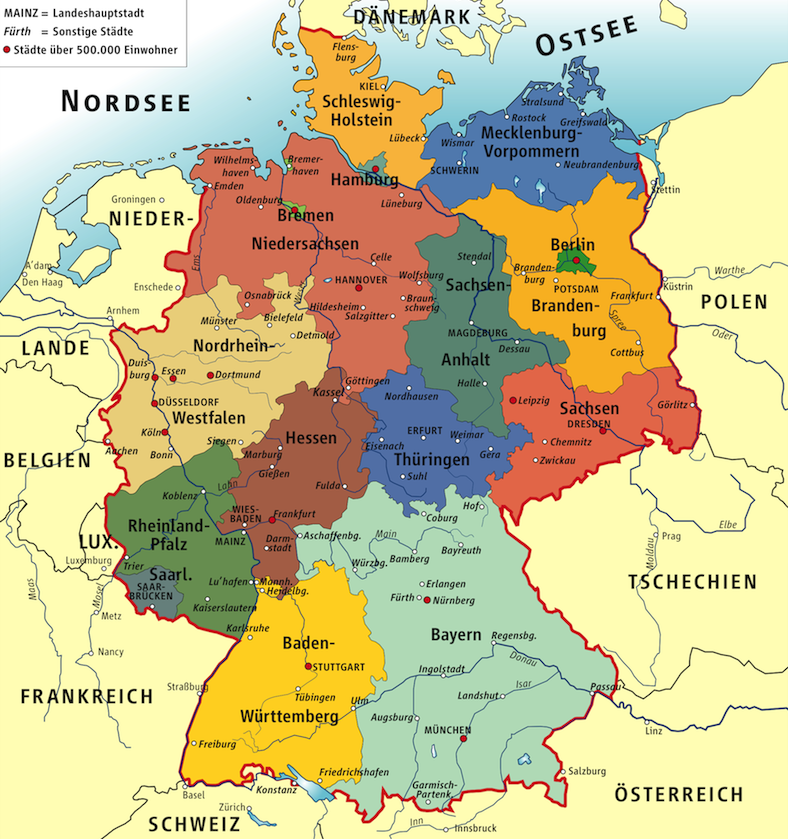 MAINZ = Landeshauptstadt
Fürth = Sonstige Städte
Städte über 500.000 Einwohner
DÄNEMARK
OSTSEE
NORDSEE
Flens-
burg
KIEL
Schleswig-
Holstein
Lübeck
Stralsund
Rostock
Greifswald
Wismar
Mecklenburg-
Vorpommern
SCHWERIN
Neubrandenburg
Stettin
Wilhelms-
haven
Bremer-
haven
Hamburg
Emden
Oldenburg
Bremen
Lüneburg
Groningen
NIEDER-
Niedersachsen
Ems
Celle
Stendal
Berlin
A'dam
Den Haag
Enschede
HANNOVER
Wolfsburg
Sachsen-
Branden-
burg
POTSDAM
Frankfurt
Küstrin
Warthe
Osnabrück
Weser
Braun-
schweig
Hildesheim
Salzgitter
Branden-
burg
Spree
POLEN
Oder
Arnhem
Münster
Bielefeld
Detmold
MAGDEBURG
Dessau
Cottbus
LANDE
Nordrhein-
Anhalt
Duis-
burg
Essen
Dortmund
Göttingen
Halle
Kassel
Nordhausen
Leipzig
Sachsen
Görlitz
DÜSSELDORF
Westfalen
DRESDEN
Köln
Siegen
Hessen
ERFURT
Weimar
Chemnitz
Aachen
Bonn
Marburg
Eisenach
Thüringen
Gera
Zwickau
BELGIEN
Gießen
Lahn
Fulda
Suhl
Koblenz
Hof
Coburg
WIES-
BADEN
Frankfurt
Rheinland-
Pfalz
MAINZ
Darm-
stadt
Aschaffenbg.
Main
Bayreuth
Bamberg
Elbe
Moldau
Prag
LUX.
Luxemburg
Trier
Würzbg.
Saarl.
SAAR-
BRÜCKEN
Lu'hafen
Mannh.
Heidelbg.
Erlangen
Fürth
Nürnberg
TSCHECHIEN
Maas
Mosel
Metz
Kaiserslautern
Karlsruhe
Baden-
Bayern
Regensbg.
Nancy
STUTTGART
Ingolstadt
Donau
FRANKREICH
Straßburg
Tübingen
Ulm
Isar
Landshut
Passau
Württemberg
Augsburg
MÜNCHEN
Linz
Freiburg
Friedrichshafen
Konstanz
Garmisch-
Partenk.
Salzburg
Basel
Zürich
ÖSTERREICH
SCHWEIZ
Inn
Innsbruck